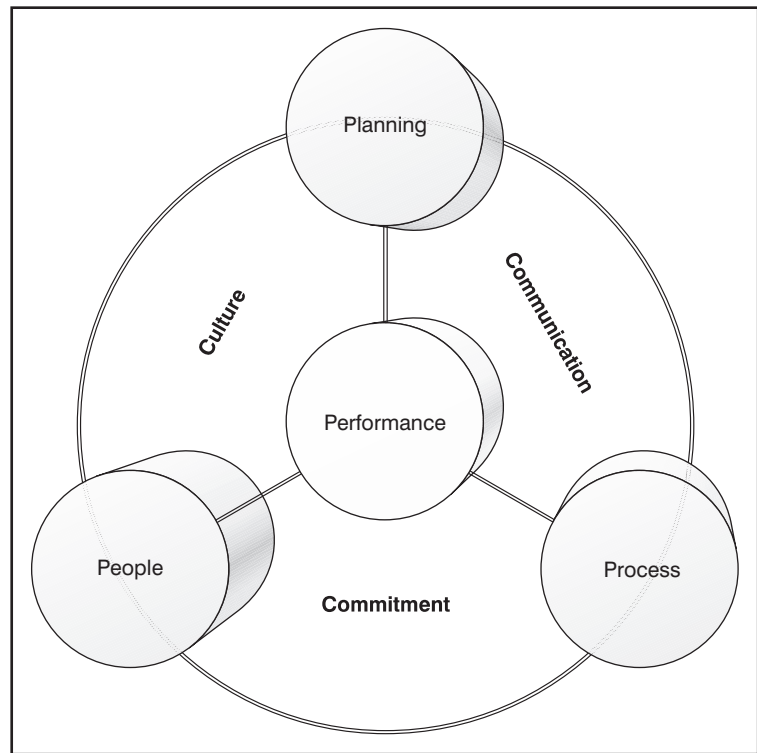 Planning
Culture
Communication
Performance
People
Process
Commitment